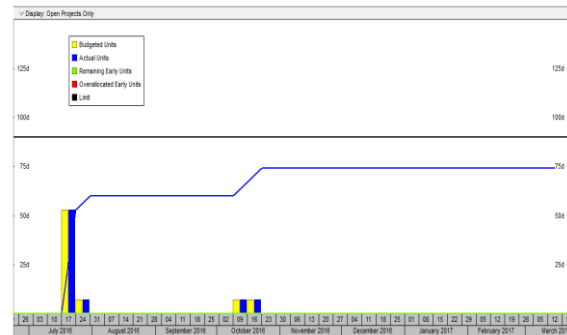 Display: Open Projects Only
Budgeted Units
Actual Units
Remaining Early Units
Overallocated Early Units
Limit
125d 125d
100d 100d
75d 75d
50d 50d
25d 25d
26 03 10 17 24 31 07 14 21 28 04 11 18 25 02 09 16 23 30 06 13 20 27 04 11 18 25 01 08 15 22 29 05 12 19 26 05 12
July 2016 August 2016 September 2016 October 2016 November 2016 December 2016 January 2017 February 2017 March 201